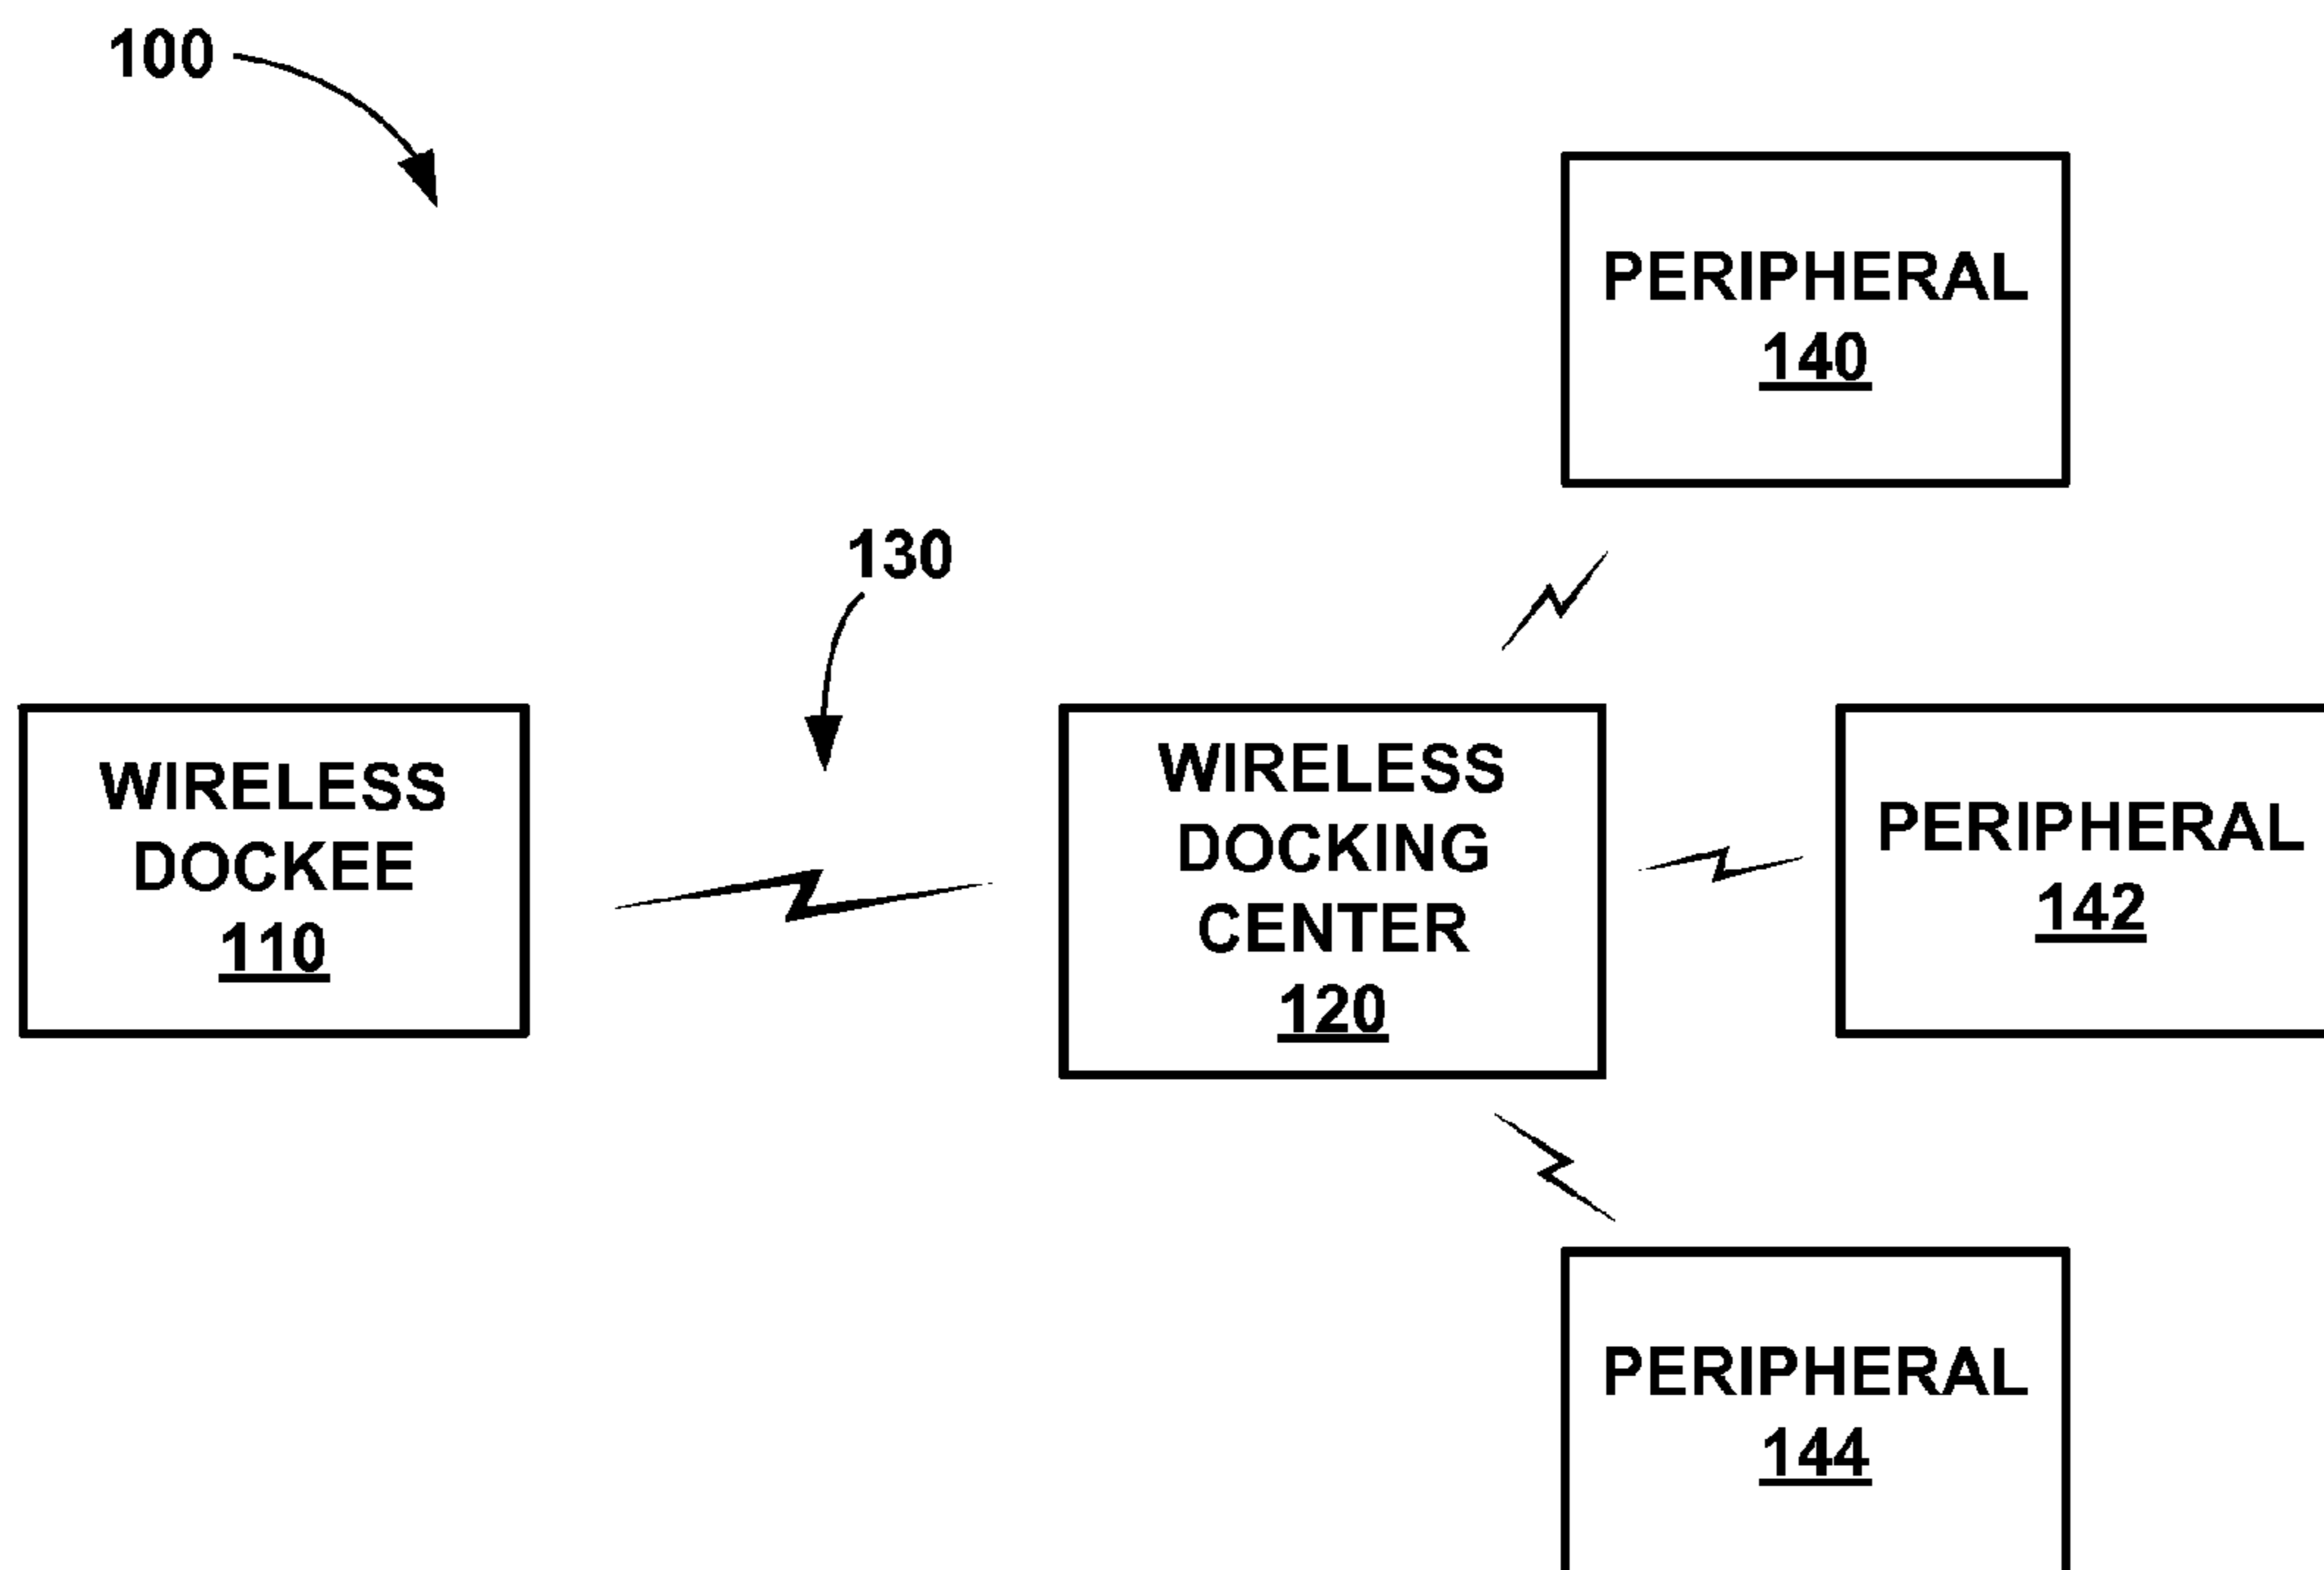 100
PERIPHERAL
140
130
WIRELESS
DOCKEE
110
WIRELESS
DOCKING
CENTER
120
PERIPHERAL
142
PERIPHERAL
144